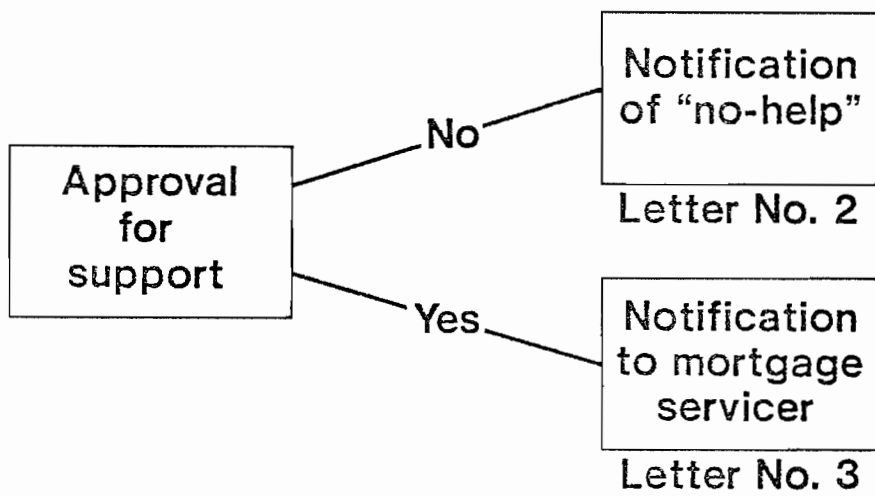 Approval
for
support
No
Yes
Notification
of “no-help”
Letter No. 2
Notification
to mortgage
servicer
Letter No. 3